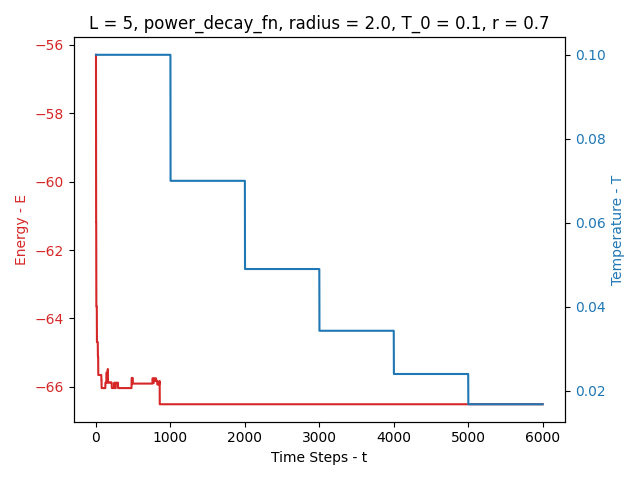 L = 5, power_decay_fn, radius = 2.0, T_0 = 0.1, r = 0.7
−56
−58
−60
−62
−64
−66
Energy - E
0.10
0.08
0.06
0.04
0.02
Temperature - T
0 1000 2000 3000 4000 5000 6000
Time Steps - t